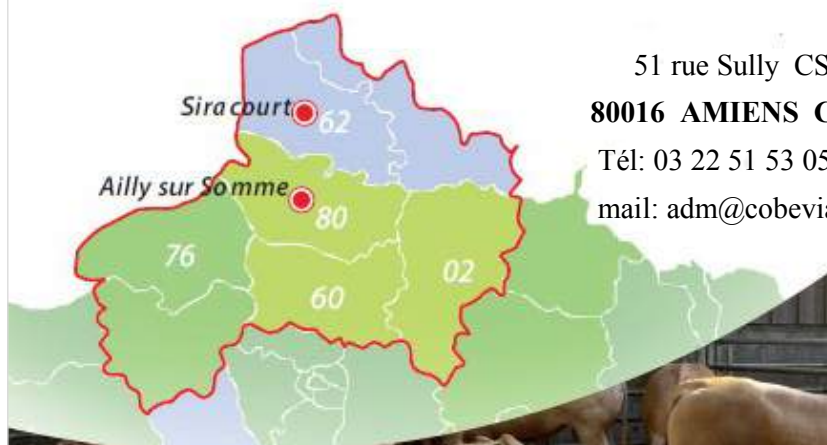 51 rue Sully CS
80016 AMIENS C
Tél: 03 22 51 53 05
mail: adm@cobevia
Siracourt
62
Ailly sur Somme
80
76
02
60